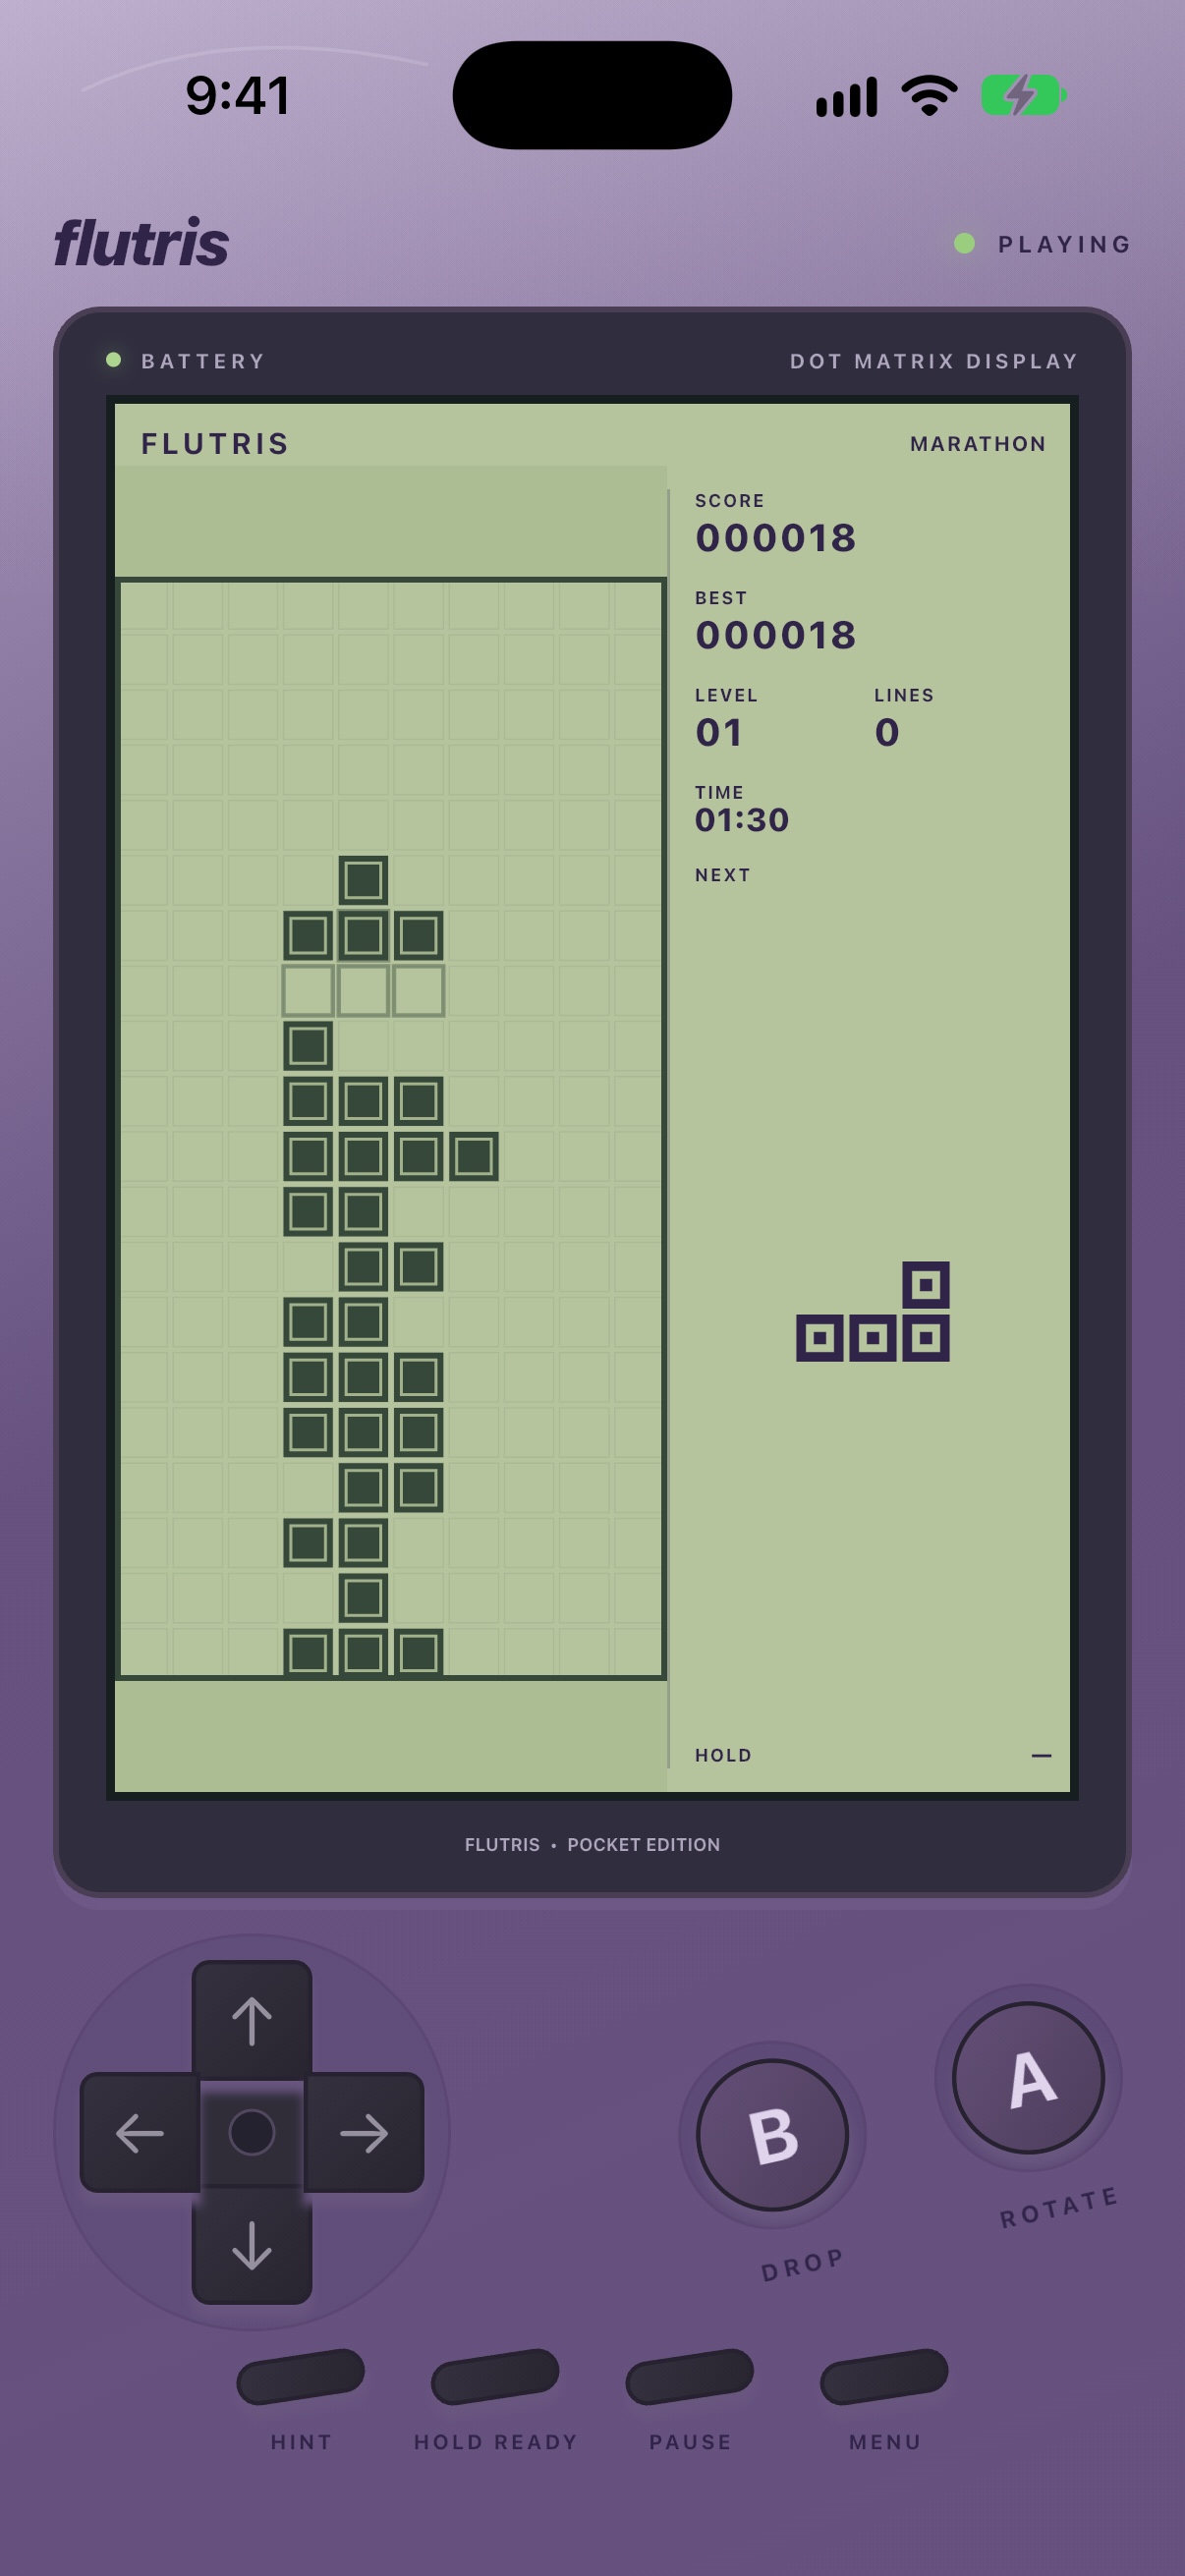 9:41
flutris
PLAYING
BATTERY
DOT MATRIX DISPLAY
FLUTRIS
MARATHON
SCORE
000018
BEST
000018
LEVEL
LINES
01
0
TIME
01:30
NEXT
HOLD
—
FLUTRIS • POCKET EDITION
A
B
ROTATE
DROP
HINT
HOLD READY
PAUSE
MENU